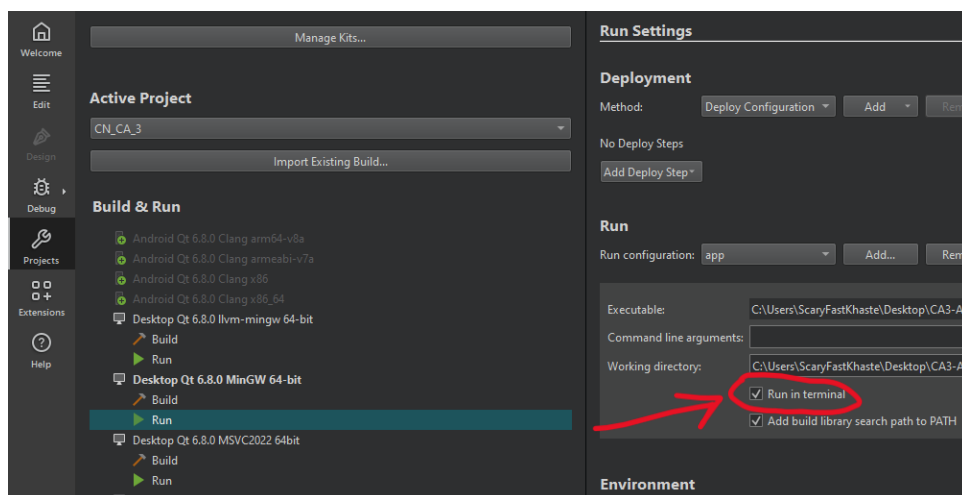 Welcome
Edit
Design
Debug
Projects
Extensions
Help
Manage Kits...
Active Project
CN_CA_3
Import Existing Build...
Build & Run
Android Qt 6.8.0 Clang arm64-v8a
Android Qt 6.8.0 Clang armeabi-v7a
Android Qt 6.8.0 Clang x86
Android Qt 6.8.0 Clang x86_64
Desktop Qt 6.8.0 llvm-mingw 64-bit
Build
Run
Desktop Qt 6.8.0 MinGW 64-bit
Build
Run
Desktop Qt 6.8.0 MSVC2022 64bit
Build
Run
Run Settings
Deployment
Method: Deploy Configuration Add Rem
No Deploy Steps
Add Deploy Step
Run
Run configuration: app Add... Rem
Executable: C:\Users\ScaryFastKhaste\Desktop\CA3-A
Command line arguments:
Working directory: C:\Users\ScaryFastKhaste\Desktop\CA3-A
Run in terminal
Add build library search path to PATH
Environment